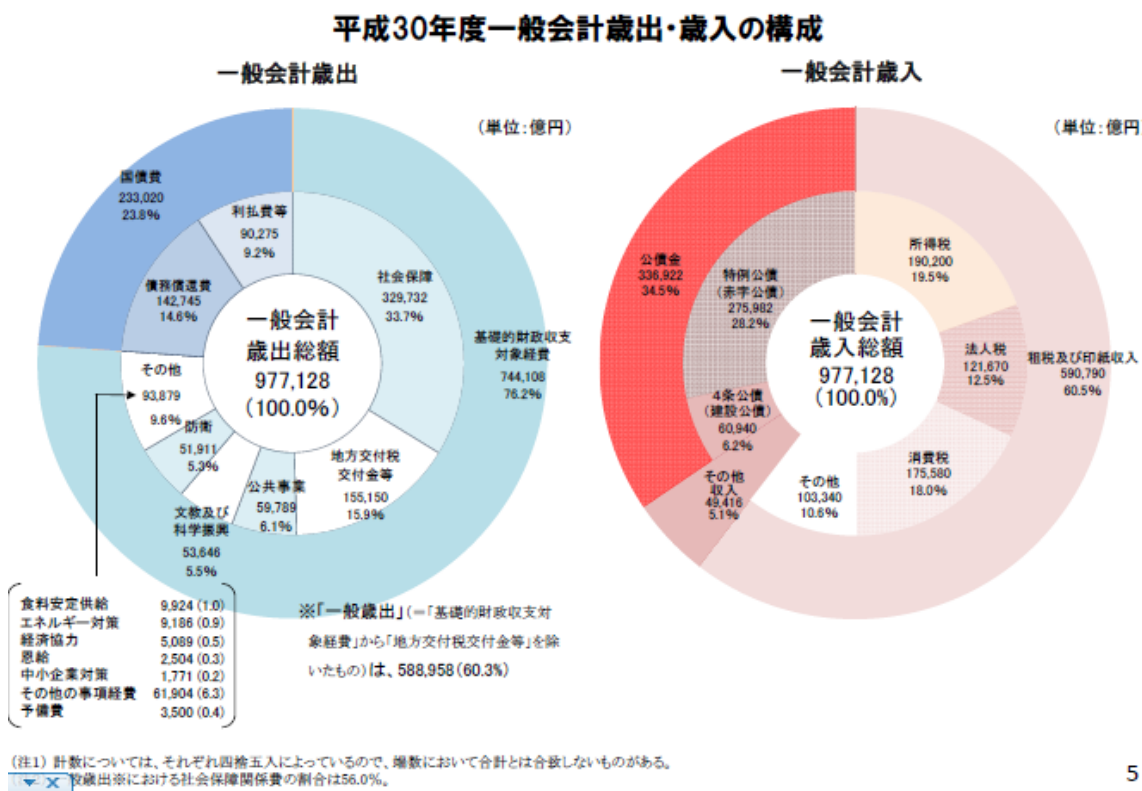 平成30年度一般会計歳出・歳入の構成
一般会計歳出
(単位:億円)
国債費
233,020
23.8%
利払費等
90,275
9.2%
債務償還費
142,745
14.6%
社会保障
329,732
33.7%
一般会計
歳出総額
977,128
(100.0%)
基礎的財政収支
対象経費
744,108
76.2%
その他
93,879
9.6%
防衛
51,911
5.3%
公共事業
59,789
6.1%
地方交付税
交付金等
155,150
15.9%
文教及び
科学振興
53,646
5.5%
食料安定供給 9,924 (1.0)
エネルギー対策 9,186 (0.9)
経済協力 5,089 (0.5)
恩給 2,504 (0.3)
中小企業対策 1,771 (0.2)
その他の事項経費 61,904 (6.3)
予備費 3,500 (0.4)
※「一般歳出」(=「基礎的財政収支対
象経費」から「地方交付税交付金等」を除
いたもの)は、588,958(60.3%)
一般会計歳入
(単位:億円)
公債金
336,922
34.5%
特例公債
(赤字公債)
275,982
28.2%
所得税
190,200
19.5%
一般会計
歳入総額
977,128
(100.0%)
法人税
121,670
12.5%
租税及び印紙収入
590,790
60.5%
4条公債
(建設公債)
60,940
6.2%
その他
収入
49,416
5.1%
その他
103,340
10.6%
消費税
175,580
18.0%
(注1) 計数については、それぞれ四捨五入によっているので、端数において合計とは合致しないものがある。
般歳出※における社会保障関係費の割合は56.0%。
5